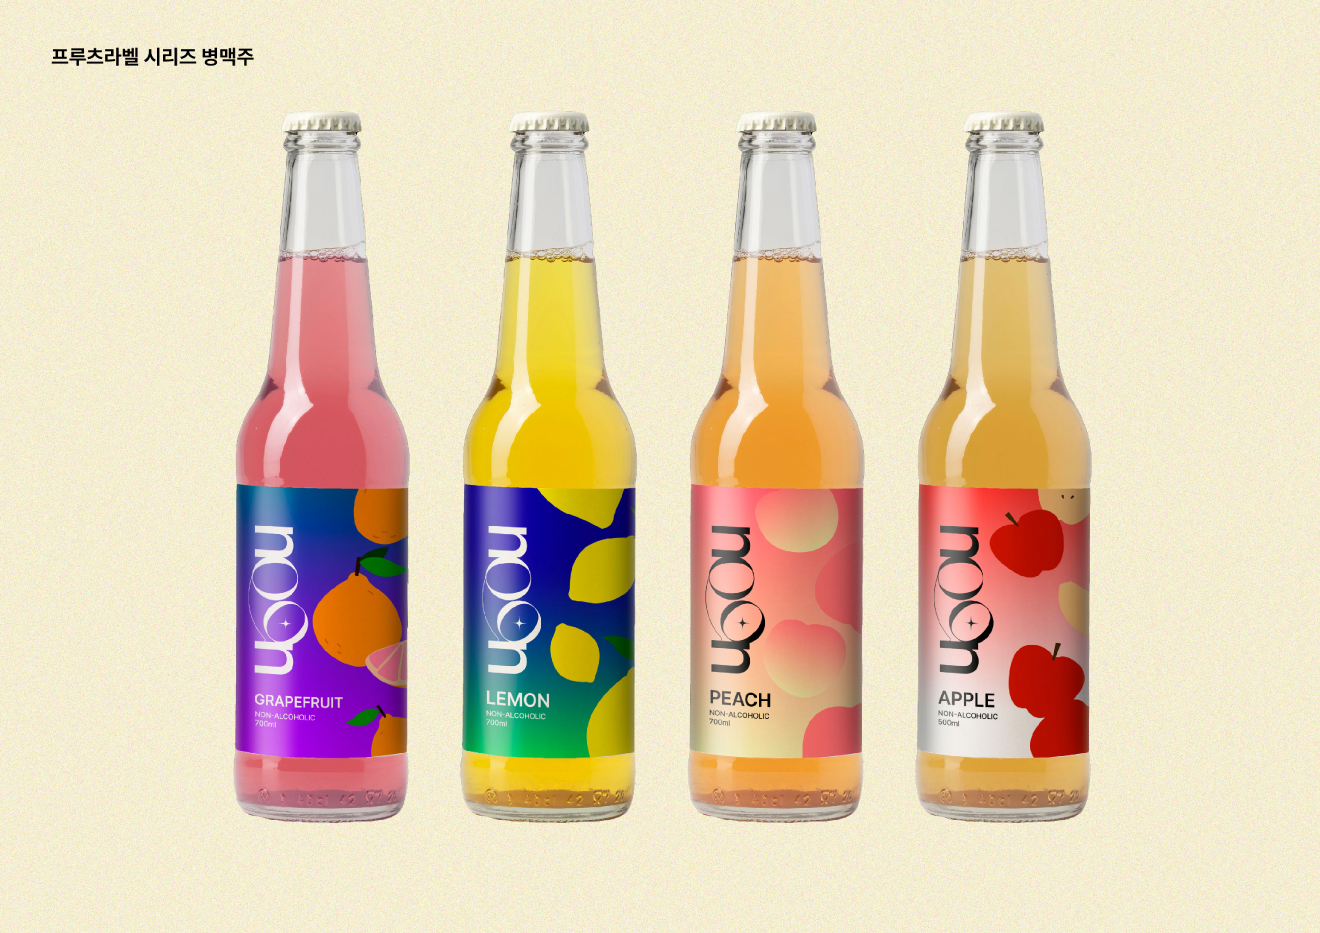 프루츠라벨 시리즈 병맥주
noon
GRAPEFRUIT
NON-ALCOHOLIC
700ml
noon
LEMON
NON-ALCOHOLIC
700ml
noon
PEACH
NON-ALCOHOLIC
700ml
noon
APPLE
NON-ALCOHOLIC
500ml